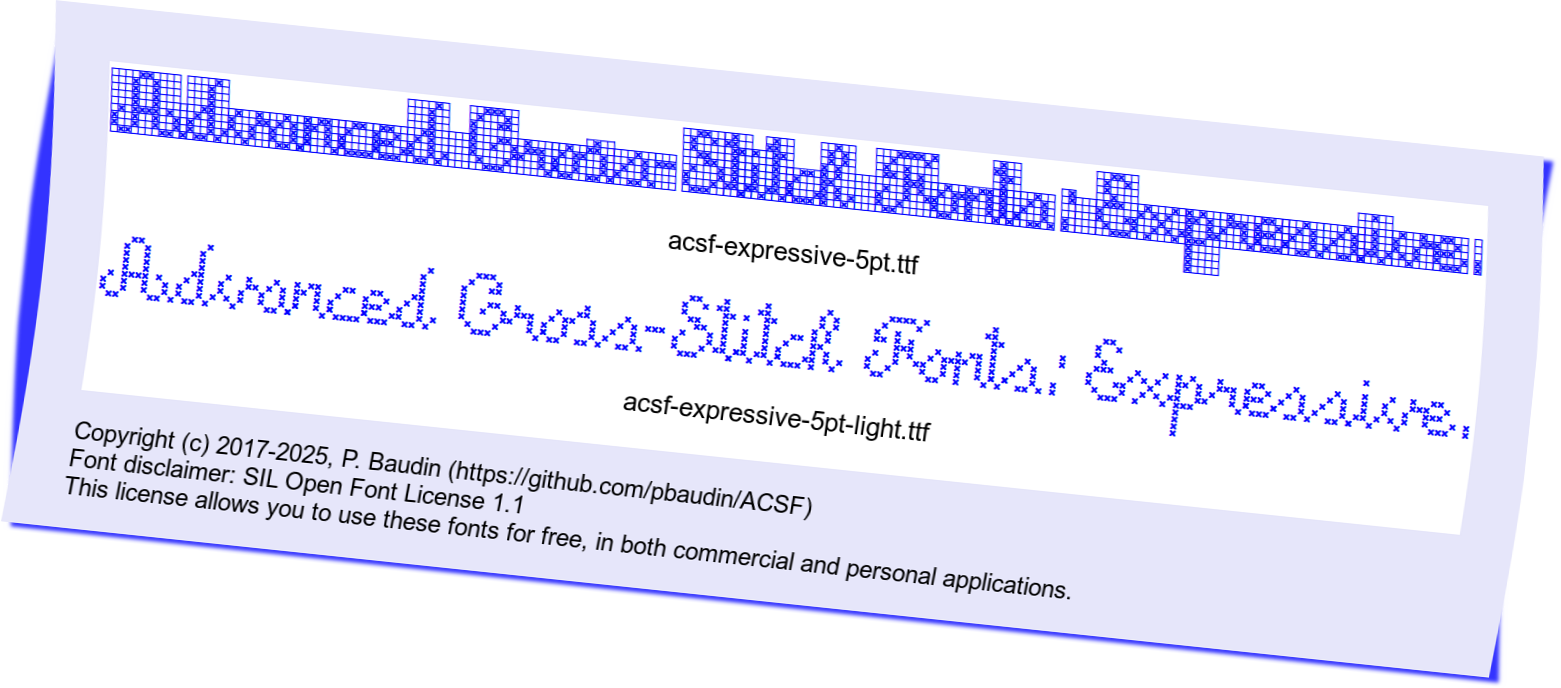 Advanced Cross-Stitch Fonts: Expressive:
acsf-expressive-5pt.ttf
Advanced Cross-Stitch Fonts: Expressive.:
acsf-expressive-5pt-light.ttf
Copyright (c) 2017-2025, P. Baudin (https://github.com/pbaudin/ACSF)
Font disclaimer: SIL Open Font License 1.1
This license allows you to use these fonts for free, in both commercial and personal applications.